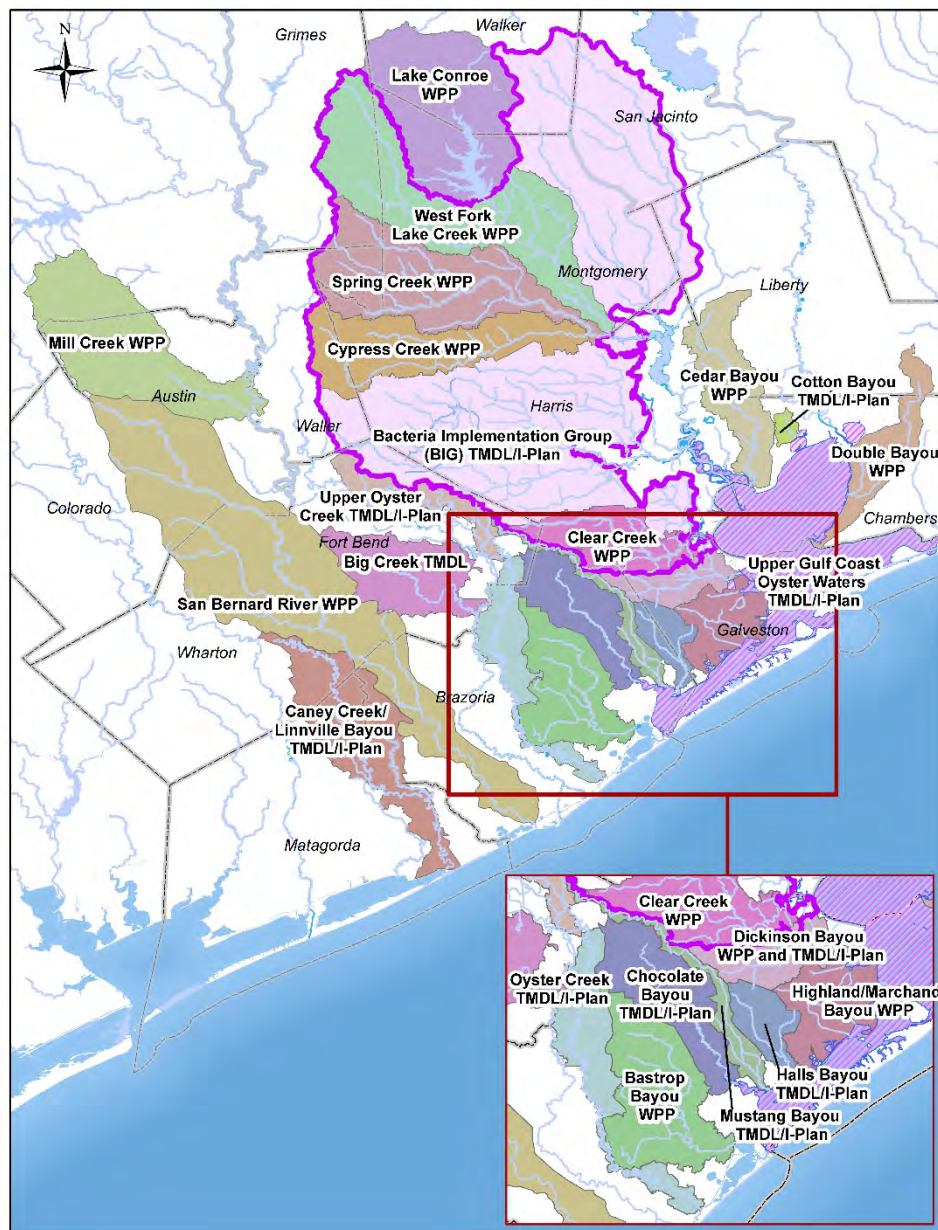 N
Grimes
Walker
Lake Conroe
WPP
San Jacinto
West Fork
Lake Creek WPP
Montgomery
Spring Creek WPP
Liberty
Mill Creek WPP
Cypress Creek WPP
Cedar Bayou
WPP
Cotton Bayou
TMDL/I-Plan
Austin
Harris
Waller
Bacteria Implementation Group
(BIG) TMDL/I-Plan
Double Bayou
WPP
Colorado
Upper Oyster
Creek TMDL/I-Plan
Chambers
Fort Bend
Clear Creek
WPP
Big Creek TMDL
Upper Gulf Coast
Oyster Waters
TMDL/I-Plan
San Bernard River WPP
Galveston
Wharton
Brazoria
Caney Creek/
Linnville Bayou
TMDL/I-Plan
Matagorda
Clear Creek
WPP
Dickinson Bayou
WPP and TMDL/I-Plan
Oyster Creek
TMDL/I-Plan
Chocolate
Bayou
TMDL/I-Plan
Highland/Marchand
Bayou WPP
Bastrop
Bayou
WPP
Halls Bayou
TMDL/I-Plan
Mustang Bayou
TMDL/I-Plan